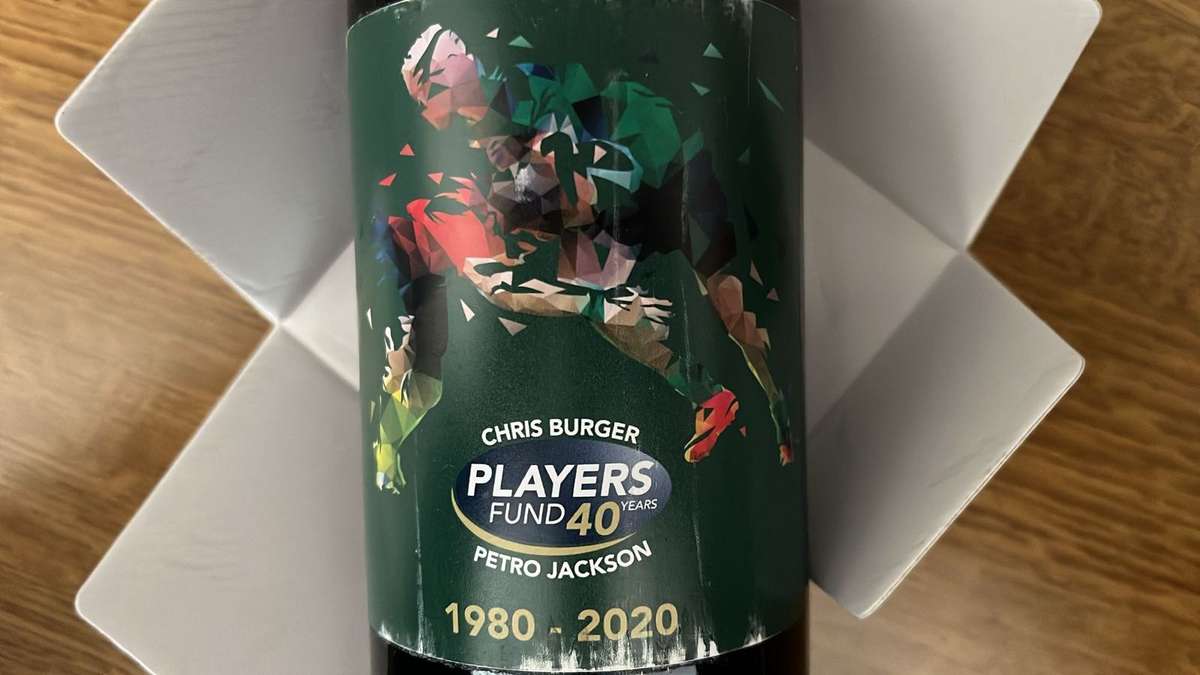 CHRIS BURGER
PLAYERS
FUND 40 YEARS
PETRO JACKSON
1980 - 2020